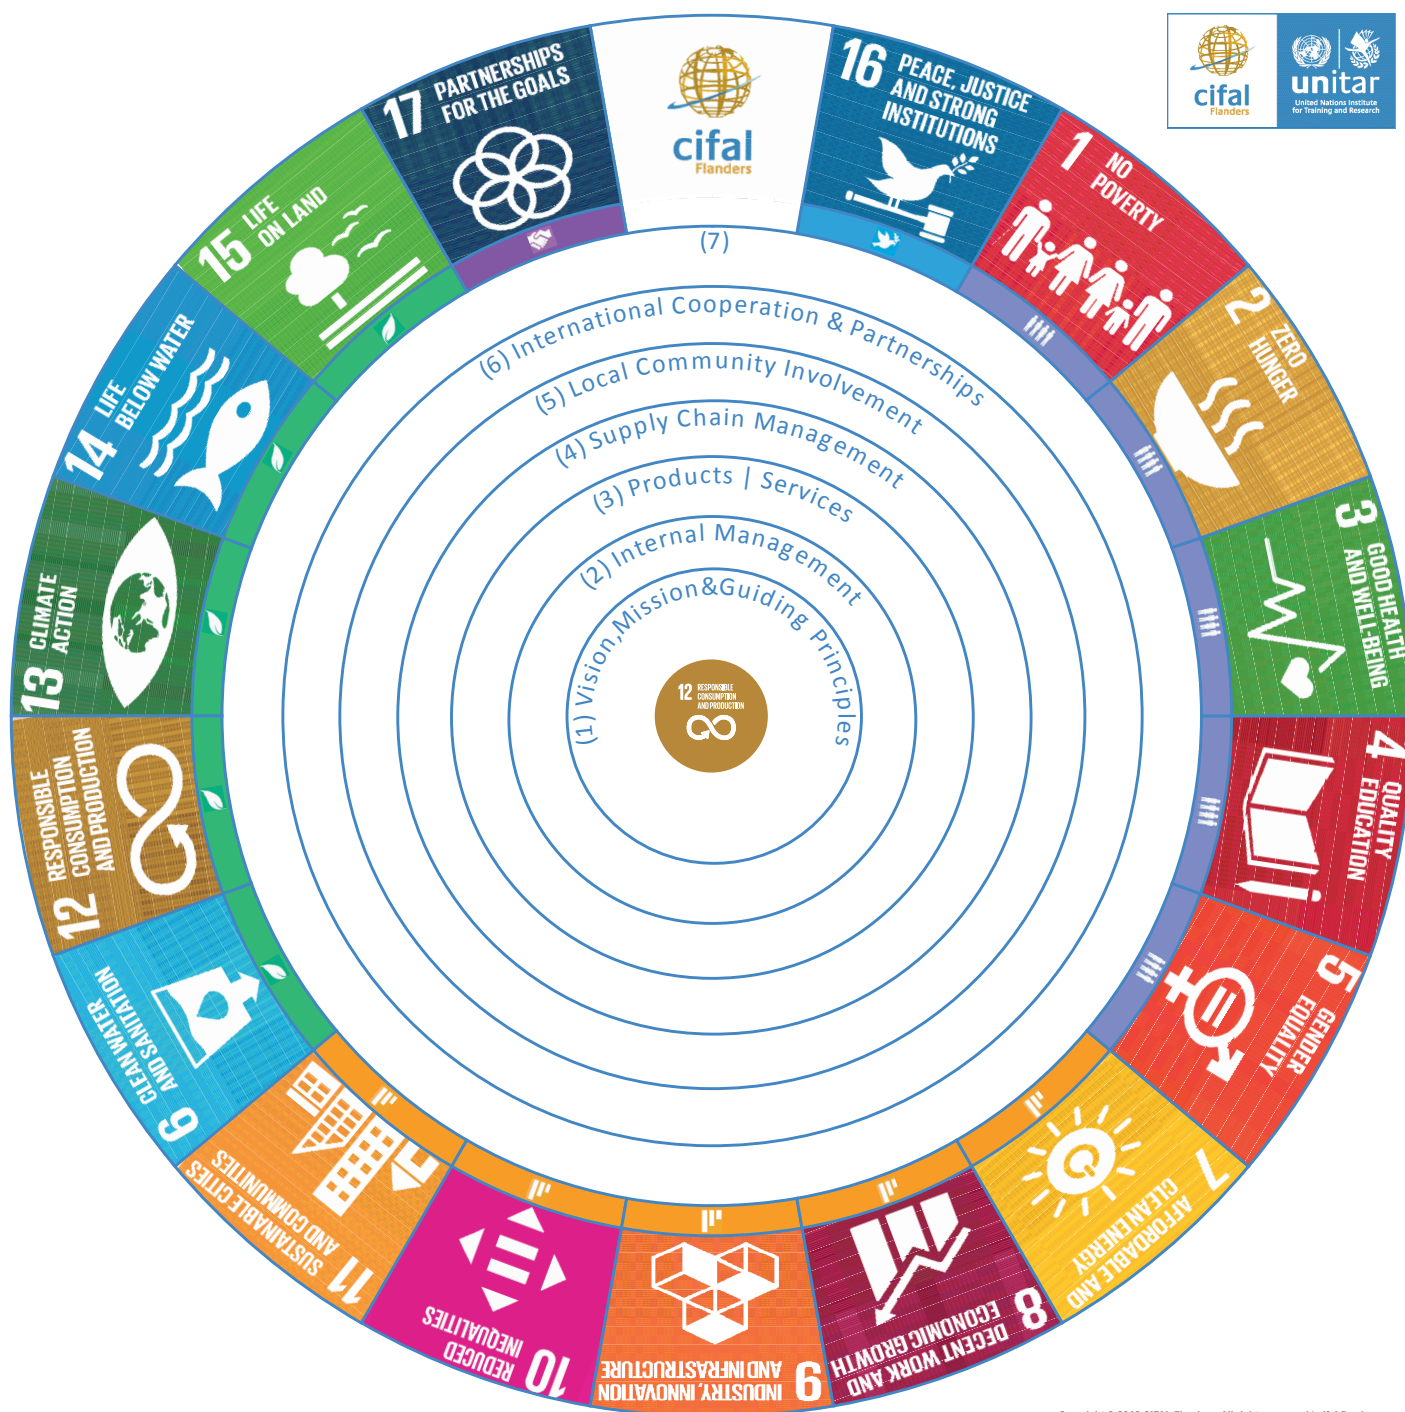 cifal
Flanders
unitar
United Nations Institute
for Training and Research
cifal
Flanders
16 PEACE, JUSTICE
AND STRONG
INSTITUTIONS
1 NO
POVERTY
2 ZERO
HUNGER
3 GOOD HEALTH
AND WELL-BEING
4 QUALITY
EDUCATION
5 GENDER
EQUALITY
7 AFFORDABLE AND
CLEAN ENERGY
8 DECENT WORK AND
ECONOMIC GROWTH
9 INDUSTRY, INNOVATION
AND INFRASTRUCTURE
10 REDUCED
INEQUALITIES
11 SUSTAINABLE CITIES
AND COMMUNITIES
6 CLEAN WATER
AND SANITATION
12 RESPONSIBLE
CONSUMPTION
AND PRODUCTION
13 CLIMATE
ACTION
14 LIFE
BELOW WATER
15 LIFE
ON LAND
17 PARTNERSHIPS
FOR THE GOALS
(7)
(6) International Cooperation & Partnerships
(5) Local Community Involvement
(4) Supply Chain Management
(3) Products | Services
(2) Internal Management
(1) Vision,Mission&Guiding Principles
12 RESPONSIBLE
CONSUMPTION
AND PRODUCTION